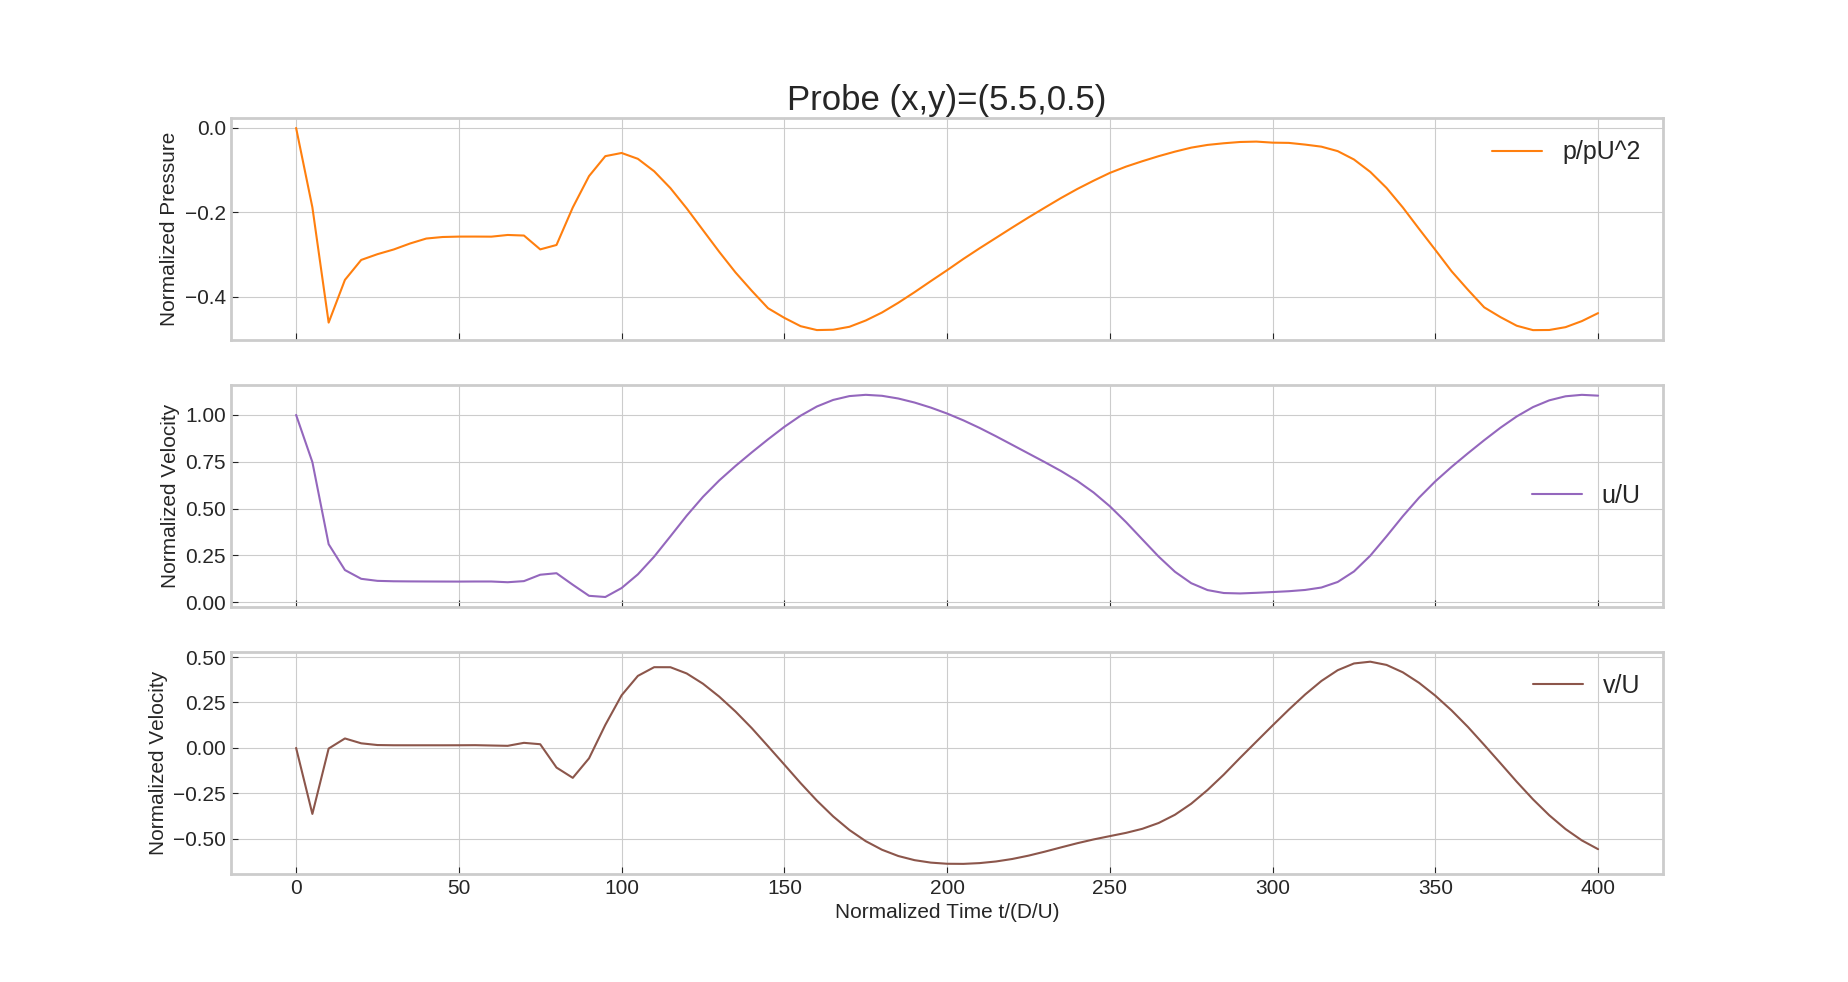 Probe (x,y)=(5.5,0.5)
Normalized Pressure
0.0
−0.2
−0.4
p/pU^2
Normalized Velocity
1.00
0.75
0.50
0.25
0.00
u/U
Normalized Velocity
0.50
0.25
0.00
−0.25
−0.50
v/U
0 50 100 150 200 250 300 350 400
Normalized Time t/(D/U)